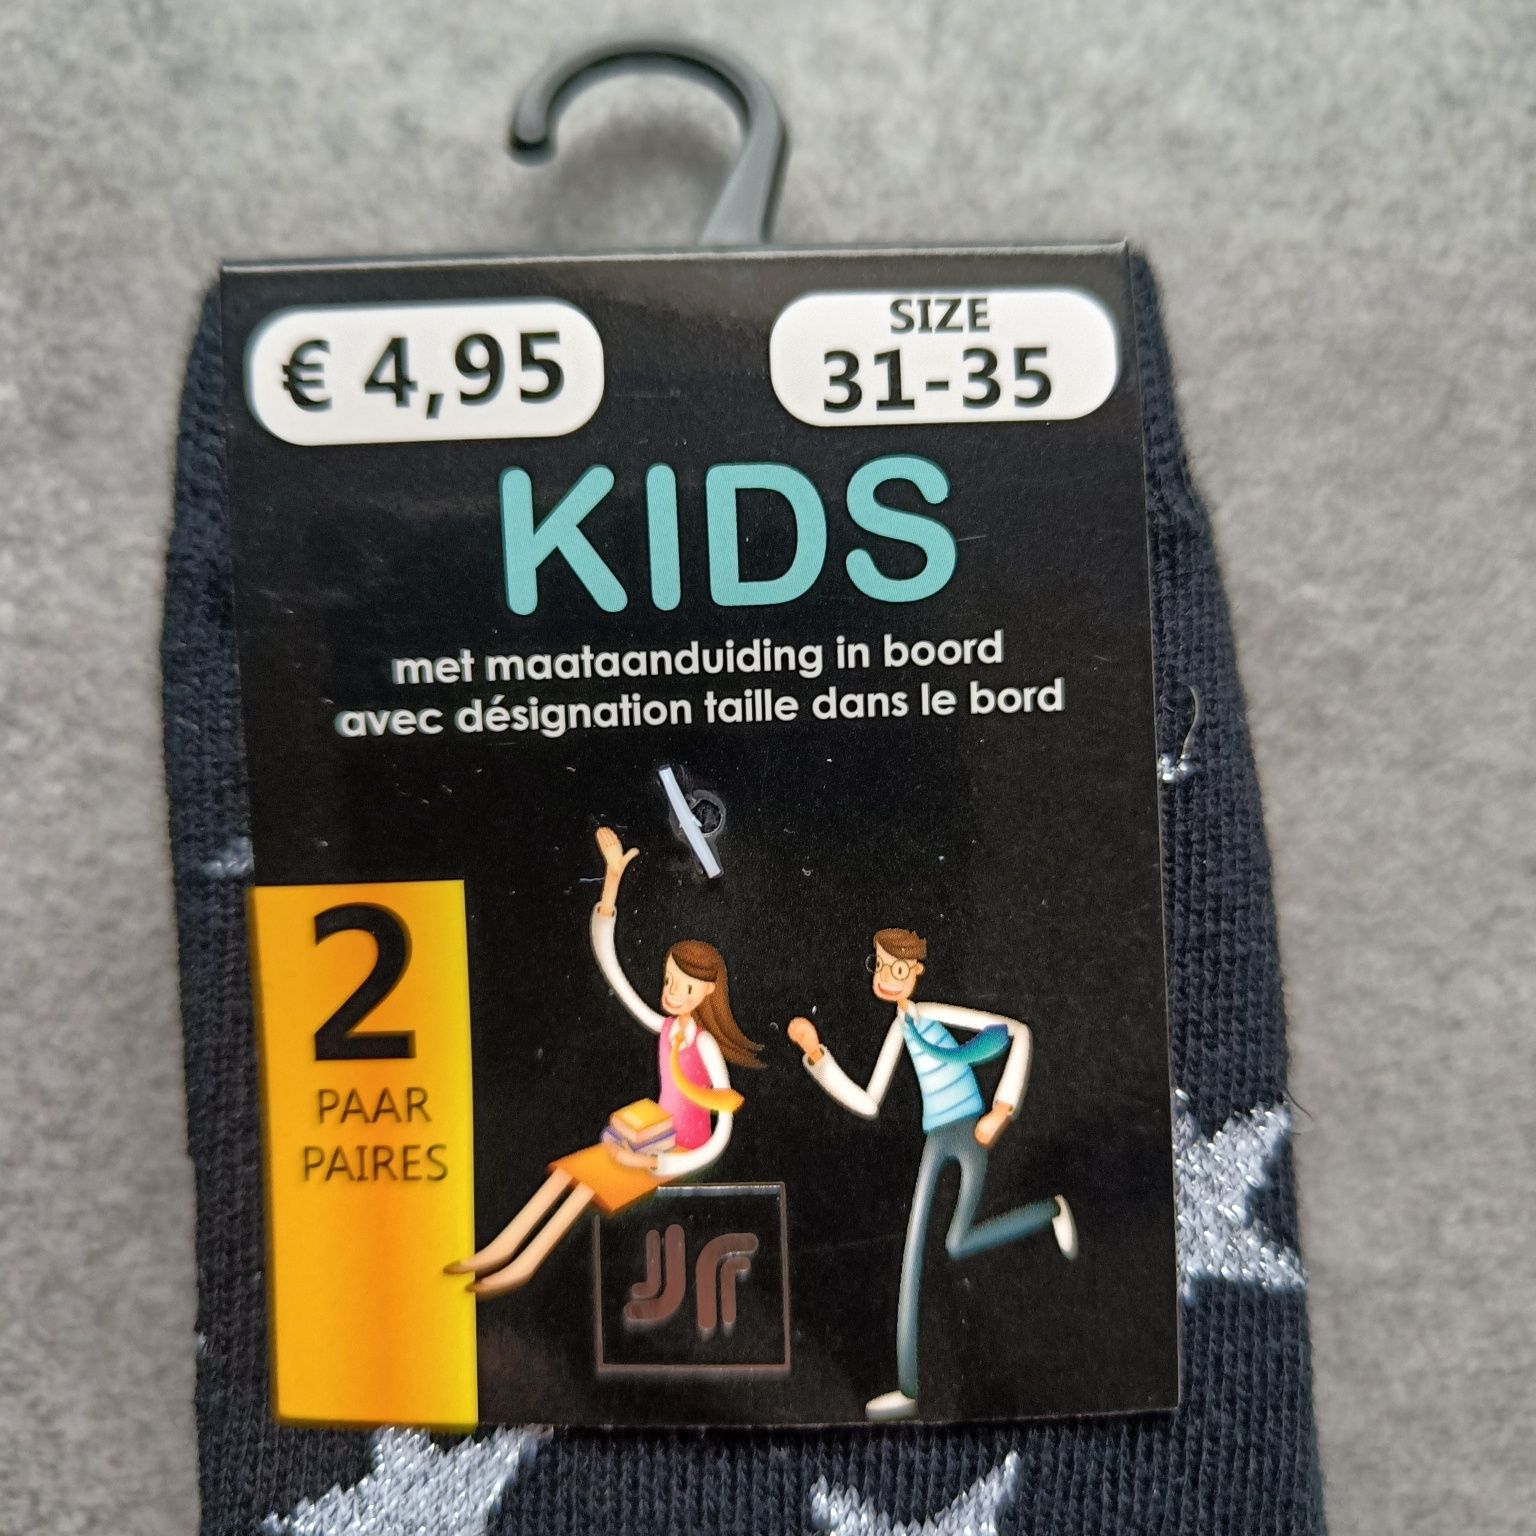 € 4,95
SIZE
31-35
KIDS
met maataanduiding in boord
avec désignation taille dans le bord
2
PAAR
PAIRES